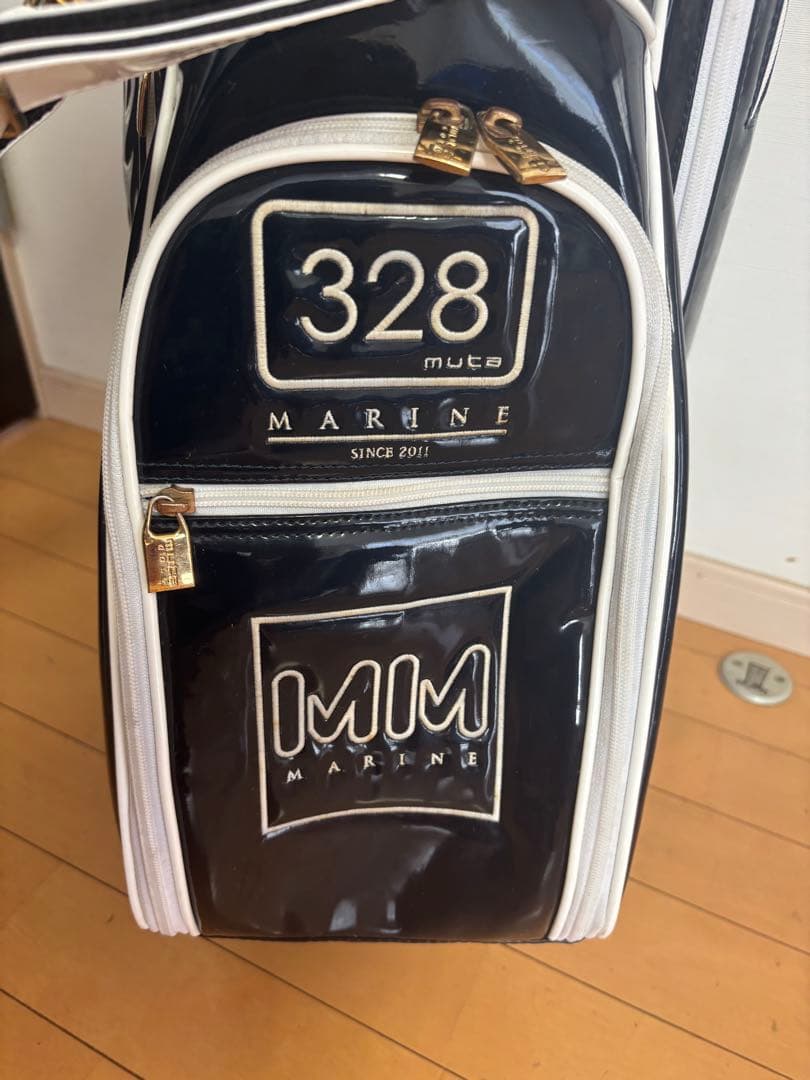 328
muta
MARINE
SINCE 2011
MM
MARINE